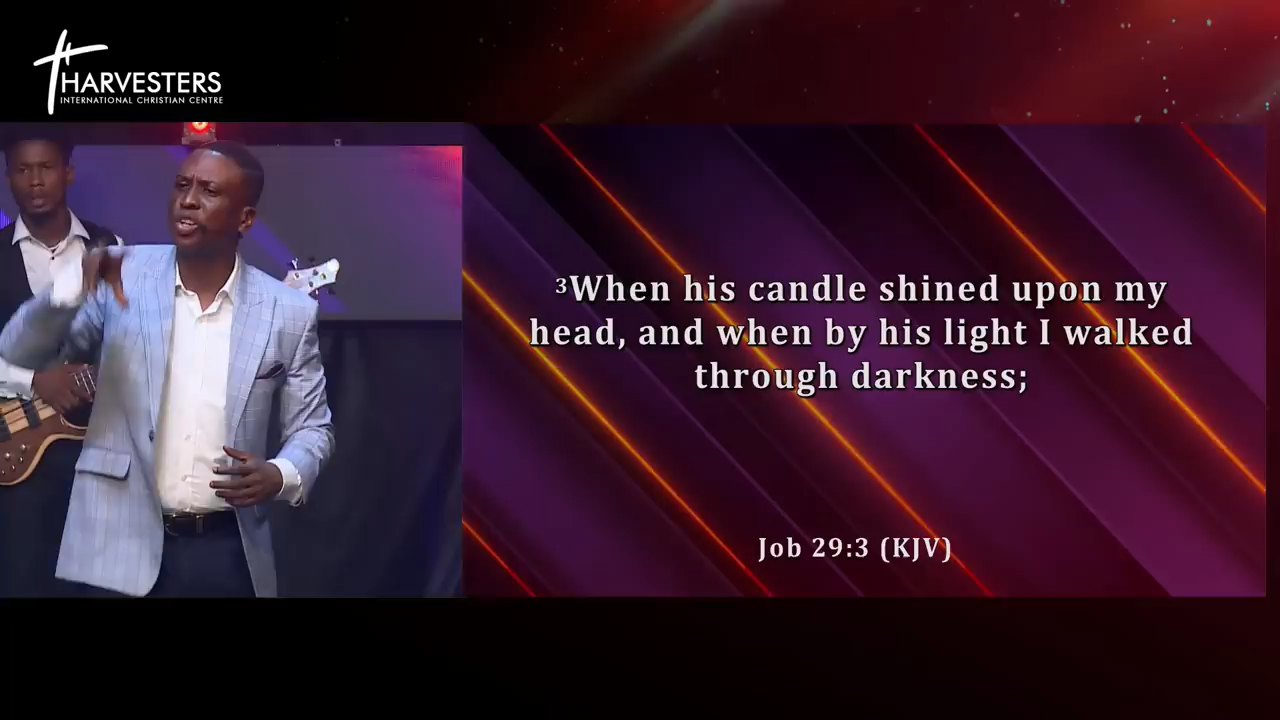 HARVESTERS
INTERNATIONAL CHRISTIAN CENTRE
³When his candle shined upon my
head, and when by his light I walked
through darkness;
Job 29:3 (KJV)